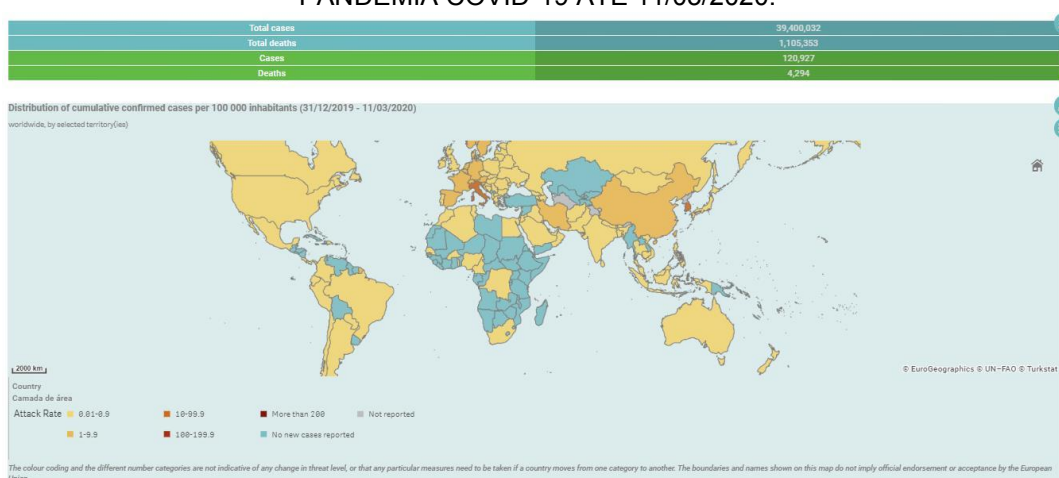 PANDEMIA COVID-19 ATÉ 11/03/2020.
Total cases 39,400,032
Total deaths 1,105,353
Cases 120,927
Deaths 4,294
Distribution of cumulative confirmed cases per 100 000 inhabitants (31/12/2019 - 11/03/2020)
worldwide, by selected territory(ies)
2000 km
© EuroGeographics © UN-FAO © Turkstat
Country
Camada de área
Attack Rate 0.01-0.9 10-99.9 More than 200 Not reported
1-9.9 100-199.9 No new cases reported
The colour coding and the different number categories are not indicative of any change in threat level, or that any particular measures need to be taken if a country moves from one category to another. The boundaries and names shown on this map do not imply official endorsement or acceptance by the European
Union